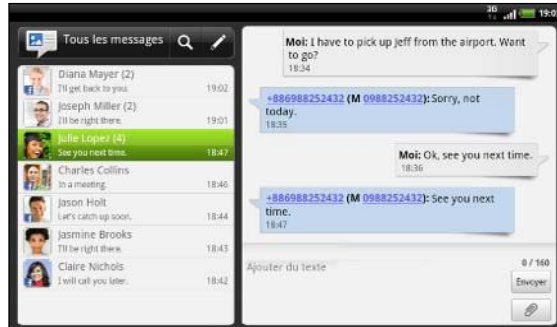 3G 19:02
Tous les messages
Diana Mayer (2)
I'll get back to you. 19:02
Joseph Miller (2)
I'll be right there. 19:01
Julie Lopez (4)
See you next time. 18:47
Charles Collins
In a meeting. 18:46
Jason Holt
Let's catch up soon. 18:44
Jasmine Brooks
I'll be right there. 18:43
Claire Nichols
I will call you later. 18:42
Moi: I have to pick up Jeff from the airport. Want
to go?
18:34
+886988252432 (M 0988252432): Sorry, not
today.
18:35
Moi: Ok, see you next time.
18:36
+886988252432 (M 0988252432): See you next
time.
18:47
Ajouter du texte
0 / 160
Envoyer